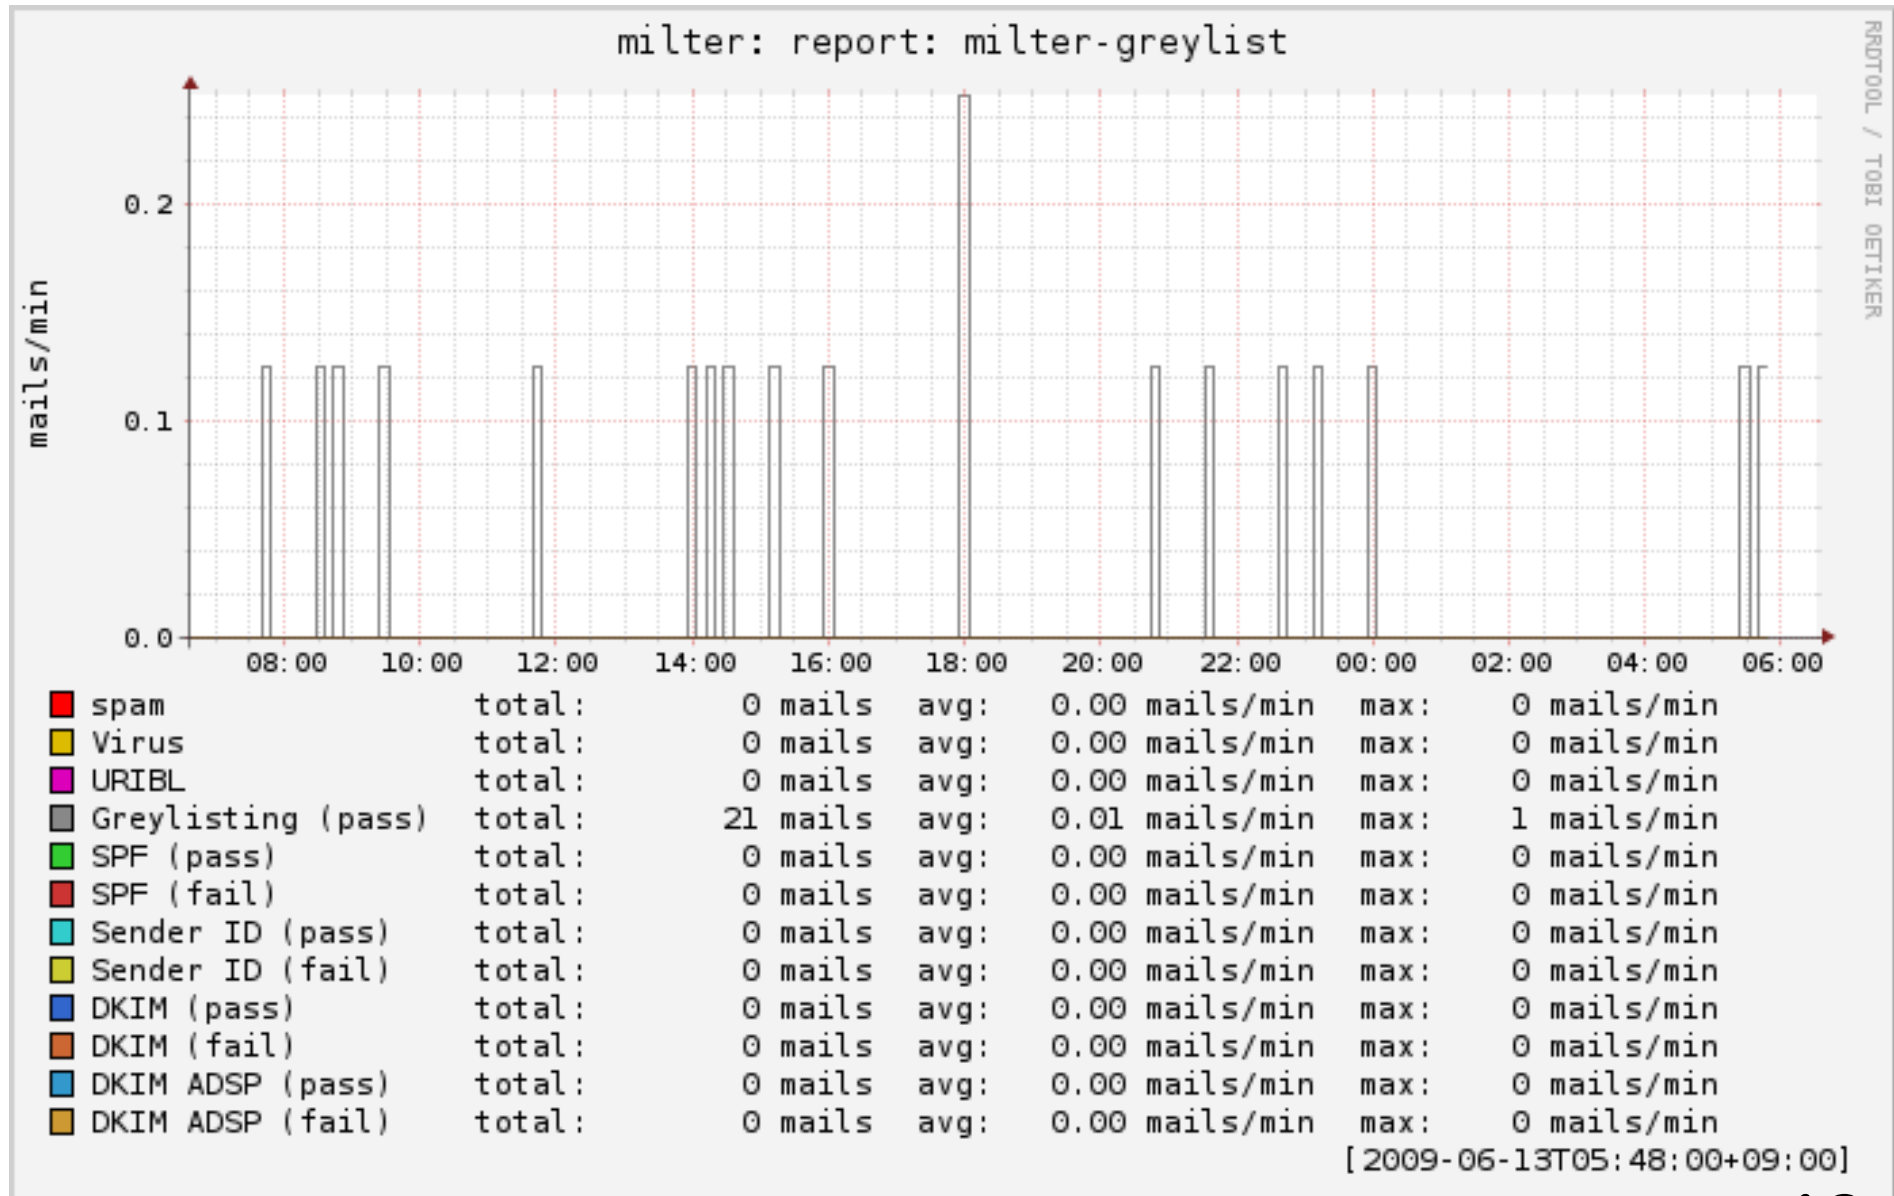 milter: report: milter-greylist
RRDTOOL / TOBI OETIKER
mails/min
0.2
0.1
0.0
08:00 10:00 12:00 14:00 16:00 18:00 20:00 22:00 00:00 02:00 04:00 06:00
spam total: 0 mails avg: 0.00 mails/min max: 0 mails/min
Virus total: 0 mails avg: 0.00 mails/min max: 0 mails/min
URIBL total: 0 mails avg: 0.00 mails/min max: 0 mails/min
Greylisting (pass) total: 21 mails avg: 0.01 mails/min max: 1 mails/min
SPF (pass) total: 0 mails avg: 0.00 mails/min max: 0 mails/min
SPF (fail) total: 0 mails avg: 0.00 mails/min max: 0 mails/min
Sender ID (pass) total: 0 mails avg: 0.00 mails/min max: 0 mails/min
Sender ID (fail) total: 0 mails avg: 0.00 mails/min max: 0 mails/min
DKIM (pass) total: 0 mails avg: 0.00 mails/min max: 0 mails/min
DKIM (fail) total: 0 mails avg: 0.00 mails/min max: 0 mails/min
DKIM ADSP (pass) total: 0 mails avg: 0.00 mails/min max: 0 mails/min
DKIM ADSP (fail) total: 0 mails avg: 0.00 mails/min max: 0 mails/min
[2009-06-13T05:48:00+09:00]